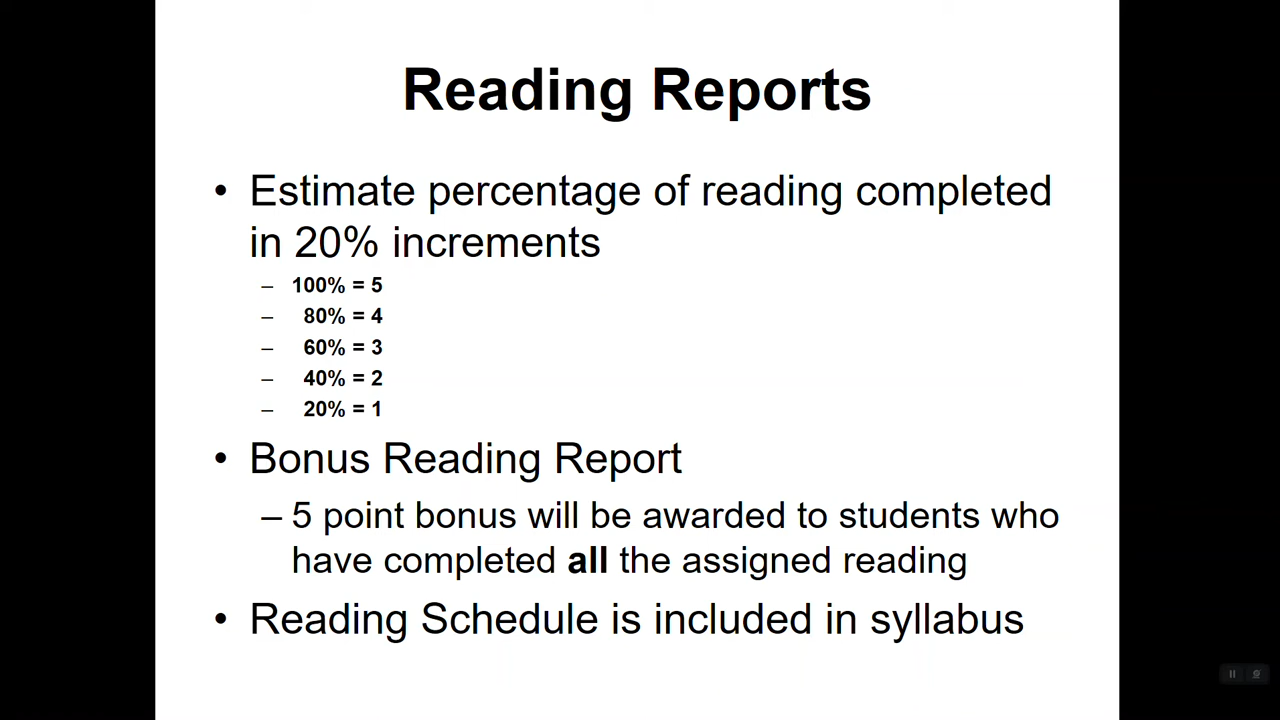 Reading Reports
• Estimate percentage of reading completed
in 20% increments
– 100% = 5
– 80% = 4
– 60% = 3
– 40% = 2
– 20% = 1
• Bonus Reading Report
– 5 point bonus will be awarded to students who
have completed all the assigned reading
• Reading Schedule is included in syllabus